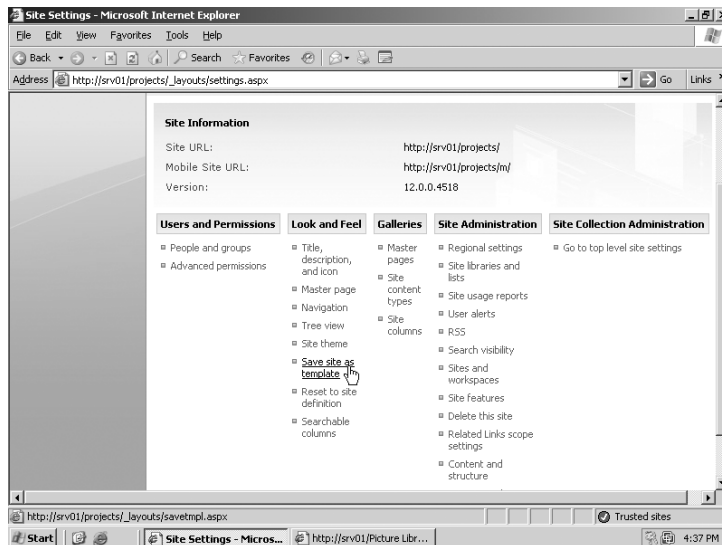 Site Settings - Microsoft Internet Explorer
File Edit View Favorites Tools Help
Back Search Favorites
Address http://srv01/projects/_layouts/settings.aspx Go Links
Site Information
Site URL: http://srv01/projects/
Mobile Site URL: http://srv01/projects/m/
Version: 12.0.0.4518
Users and Permissions
People and groups
Advanced permissions
Look and Feel
Title,
description,
and icon
Master page
Navigation
Tree view
Site theme
Save site as
template
Reset to site
definition
Searchable
columns
Galleries
Master
pages
Site
content
types
Site
columns
Site Administration
Regional settings
Site libraries and
lists
Site usage reports
User alerts
RSS
Search visibility
Sites and
workspaces
Site features
Delete this site
Related Links scope
settings
Content and
structure
Site Collection Administration
Go to top level site settings
http://srv01/projects/_layouts/savetmpl.aspx Trusted sites
Start Site Settings - Micros... http://srv01/Picture Libr... 4:37 PM